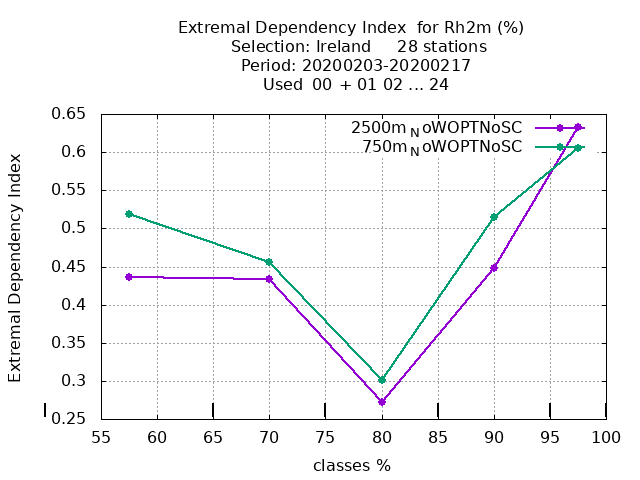 Extremal Dependency Index for Rh2m (%)
Selection: Ireland 28 stations
Period: 20200203-20200217
Used 00 + 01 02 ... 24
2500m_NoWOPTNoSC
750m_NoWOPTNoSC
Extremal Dependency Index
0.65
0.6
0.55
0.5
0.45
0.4
0.35
0.3
0.25
55 60 65 70 75 80 85 90 95 100
classes %